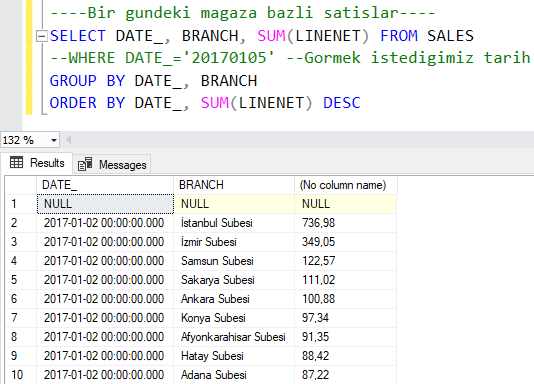 ----Bir gundeki magaza bazli satislar----
SELECT DATE_, BRANCH, SUM(LINENET) FROM SALES
--WHERE DATE_='20170105' --Gormek istedigimiz tarih
GROUP BY DATE_, BRANCH
ORDER BY DATE_, SUM(LINENET) DESC
132 %
Results Messages
DATE_ BRANCH (No column name)
1 NULL NULL NULL
2 2017-01-02 00:00:00.000 İstanbul Subesi 736,98
3 2017-01-02 00:00:00.000 İzmir Subesi 349,05
4 2017-01-02 00:00:00.000 Samsun Subesi 122,57
5 2017-01-02 00:00:00.000 Sakarya Subesi 111,02
6 2017-01-02 00:00:00.000 Ankara Subesi 100,88
7 2017-01-02 00:00:00.000 Konya Subesi 97,34
8 2017-01-02 00:00:00.000 Afyonkarahisar Subesi 91,35
9 2017-01-02 00:00:00.000 Hatay Subesi 88,42
10 2017-01-02 00:00:00.000 Adana Subesi 87,22